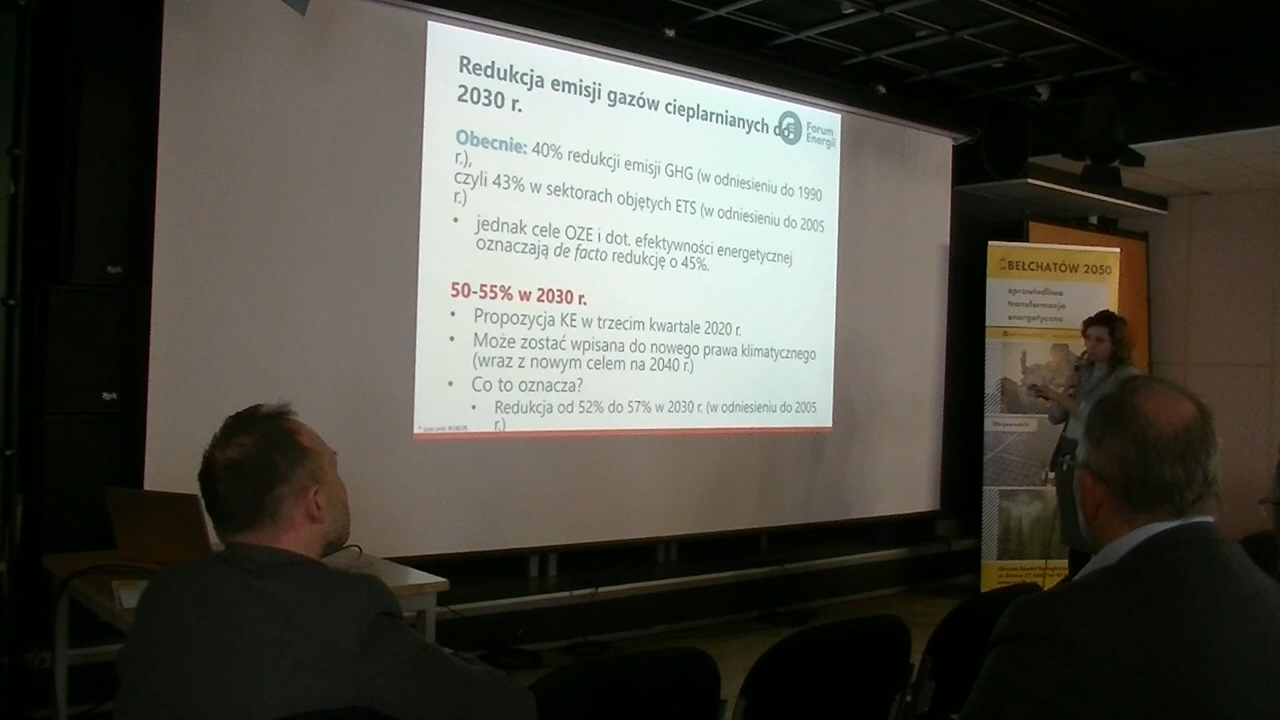 Redukcja emisji gazów cieplarnianych do
2030 r.
Forum
Energii
Obecnie: 40% redukcji emisji GHG (w odniesieniu do 1990
r.),
czyli 43% w sektorach objętych ETS (w odniesieniu do 2005
r.)
• jednak cele OZE i dot. efektywności energetycznej
oznaczają de facto redukcję o 45%.
50-55% w 2030 r.
• Propozycja KE w trzecim kwartale 2020 r.
• Może zostać wpisana do nowego prawa klimatycznego
(wraz z nowym celem na 2040 r.)
• Co to oznacza?
• Redukcja od 52% do 57% w 2030 r. (w odniesieniu do 2005
r.)
BEŁCHATÓW 2050
sprawiedliwa
transformacja
energetyczna